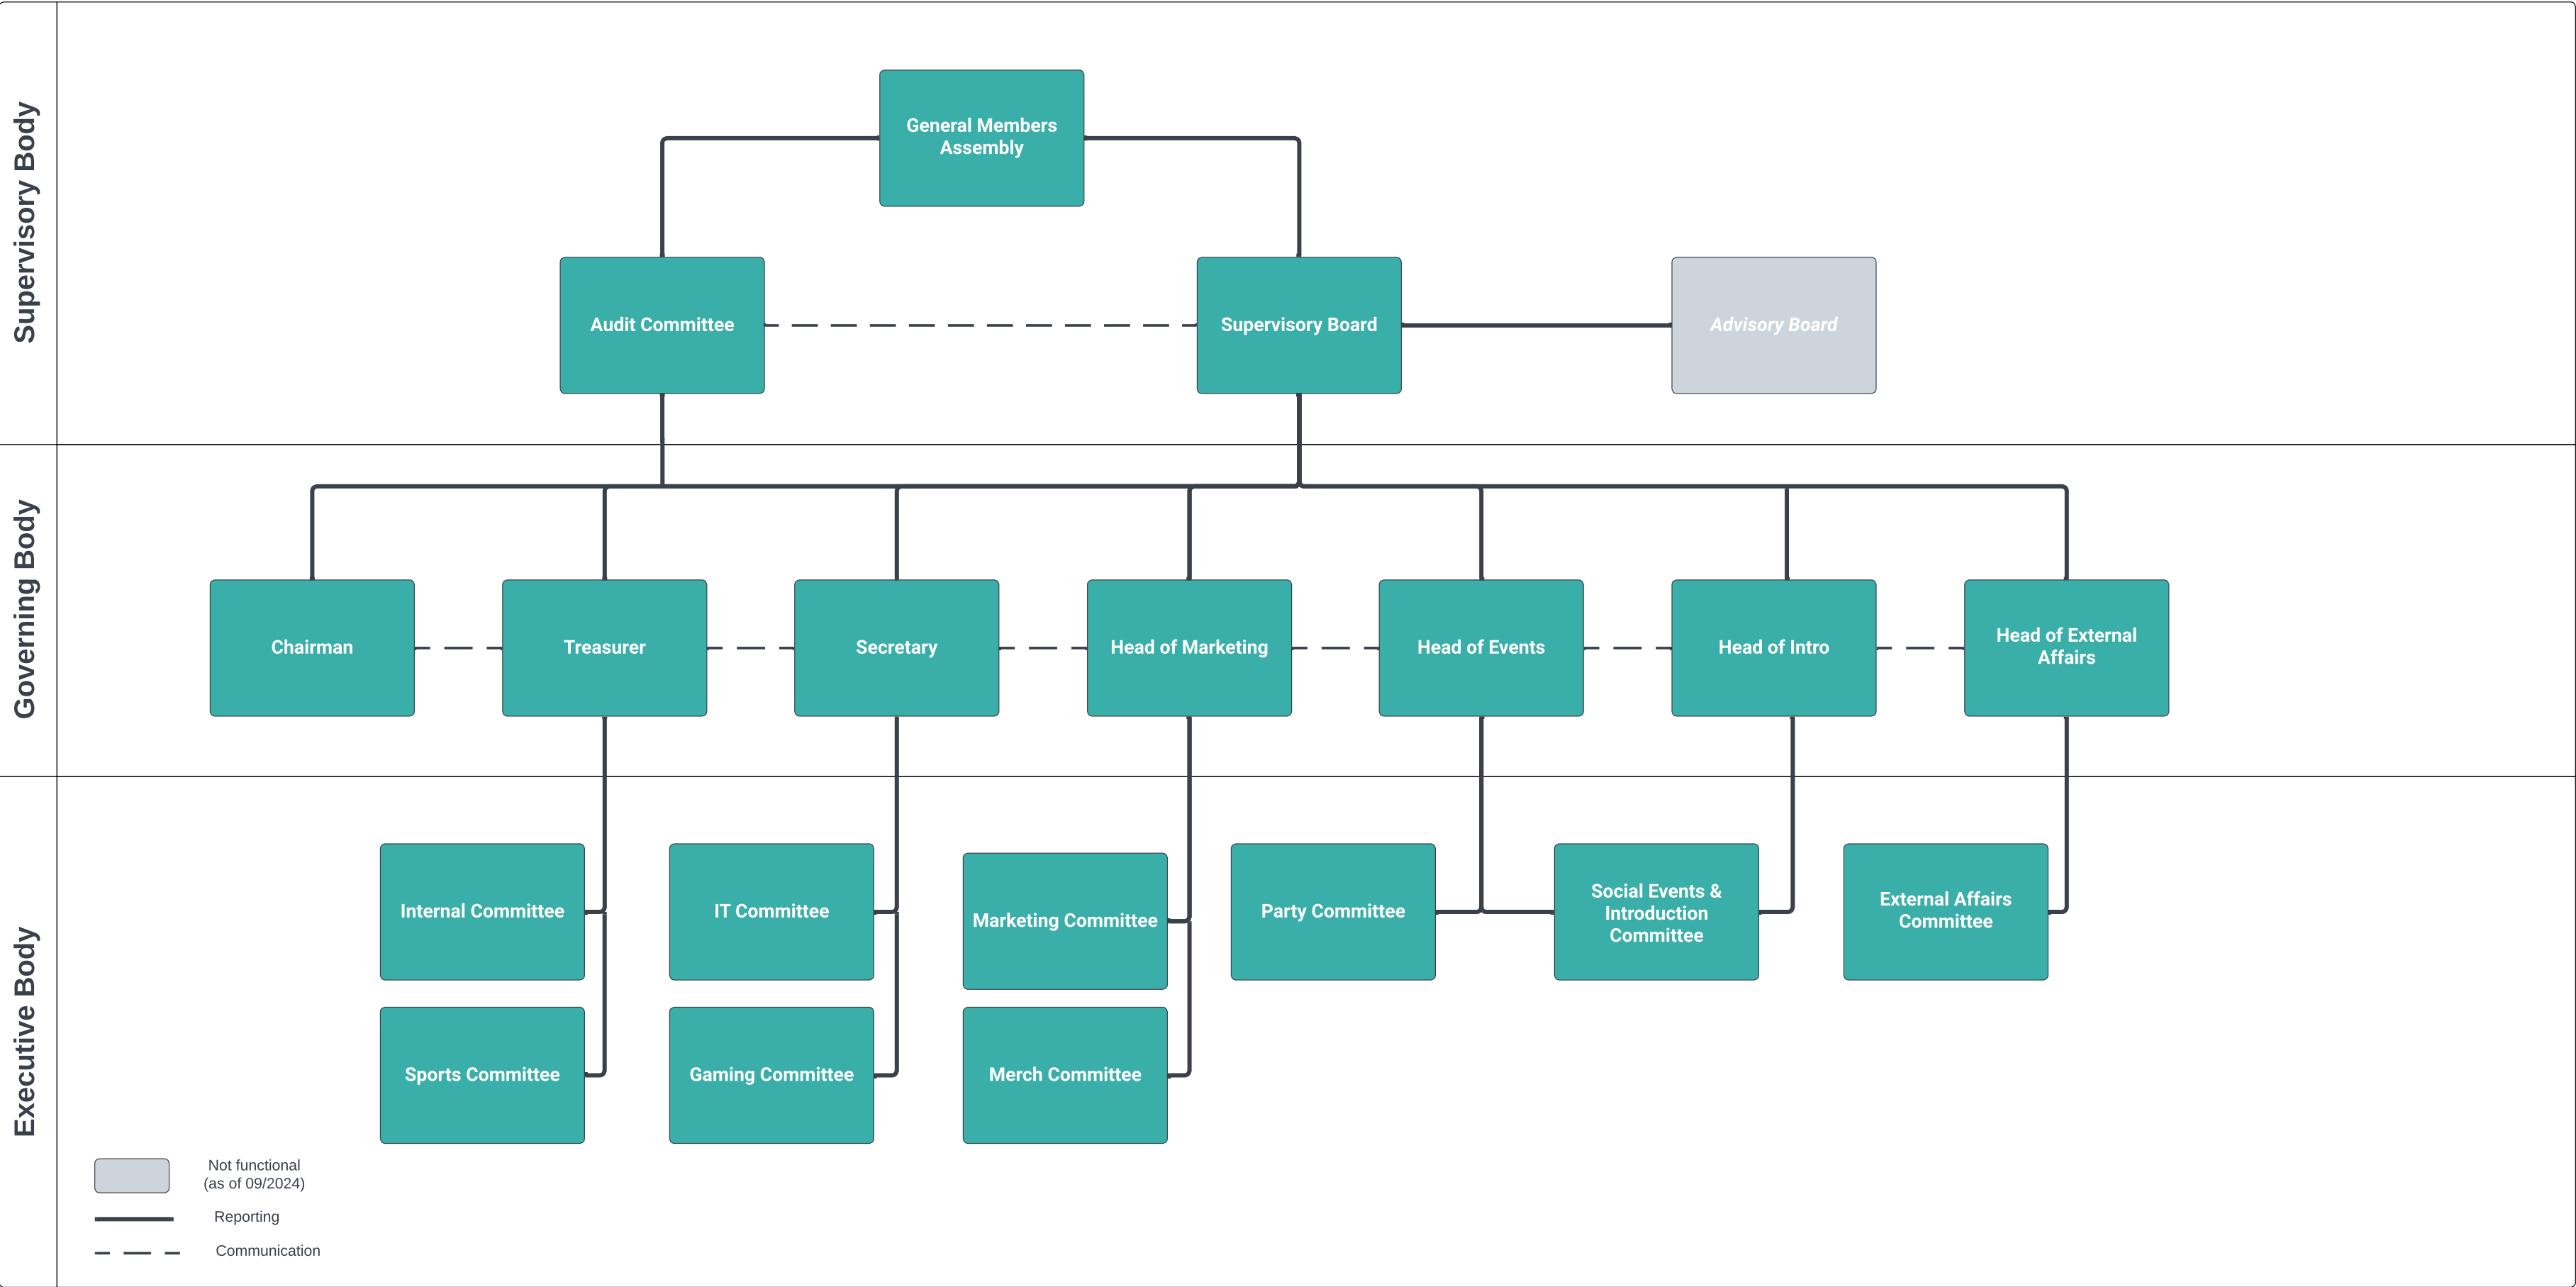 Supervisory Body
General Members
Assembly
Audit Committee
Supervisory Board
Advisory Board
Governing Body
Chairman
Treasurer
Secretary
Head of Marketing
Head of Events
Head of Intro
Head of External
Affairs
Executive Body
Internal Committee
IT Committee
Marketing Committee
Party Committee
Social Events &
Introduction
Committee
External Affairs
Committee
Sports Committee
Gaming Committee
Merch Committee
Not functional
(as of 09/2024)
Reporting
Communication